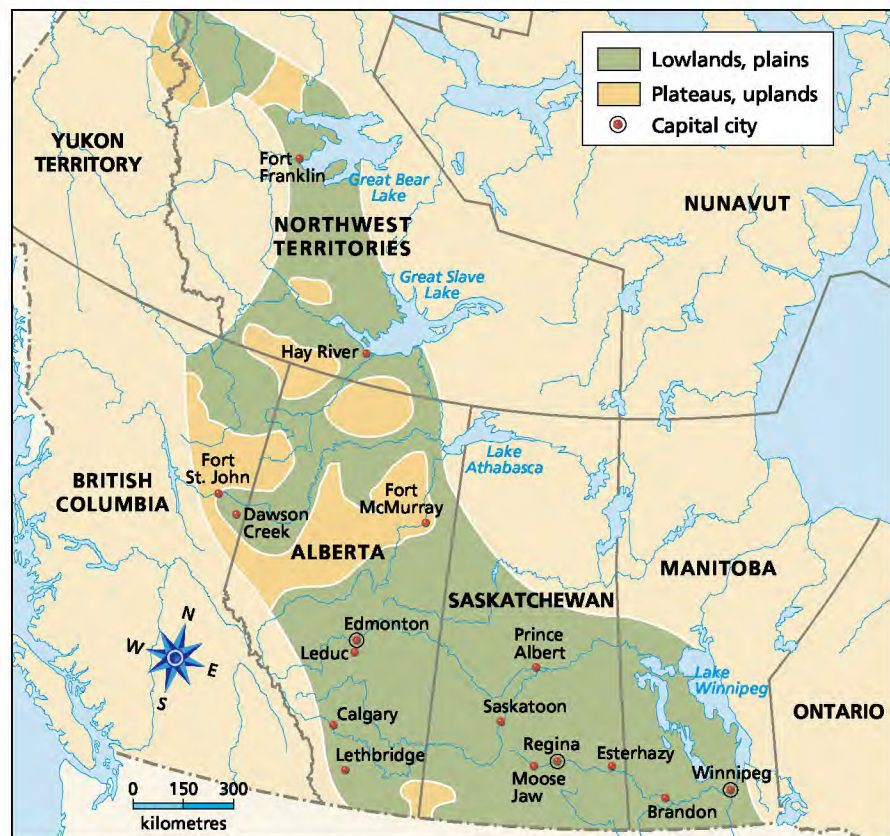 Lowlands, plains
Plateaus, uplands
Capital city
YUKON
TERRITORY
Fort
Franklin
Great Bear
Lake
NUNAVUT
NORTHWEST
TERRITORIES
Great Slave
Lake
Hay River
Lake
Athabasca
Fort
St. John
BRITISH
COLUMBIA
Fort
McMurray
Dawson
Creek
ALBERTA
MANITOBA
SASKATCHEWAN
N
W
E
S
Edmonton
Leduc
Prince
Albert
Lake
Winnipeg
ONTARIO
Calgary
Saskatoon
Lethbridge
Regina
Moose
Jaw
Esterhazy
Winnipeg
Brandon
0 150 300
kilometres